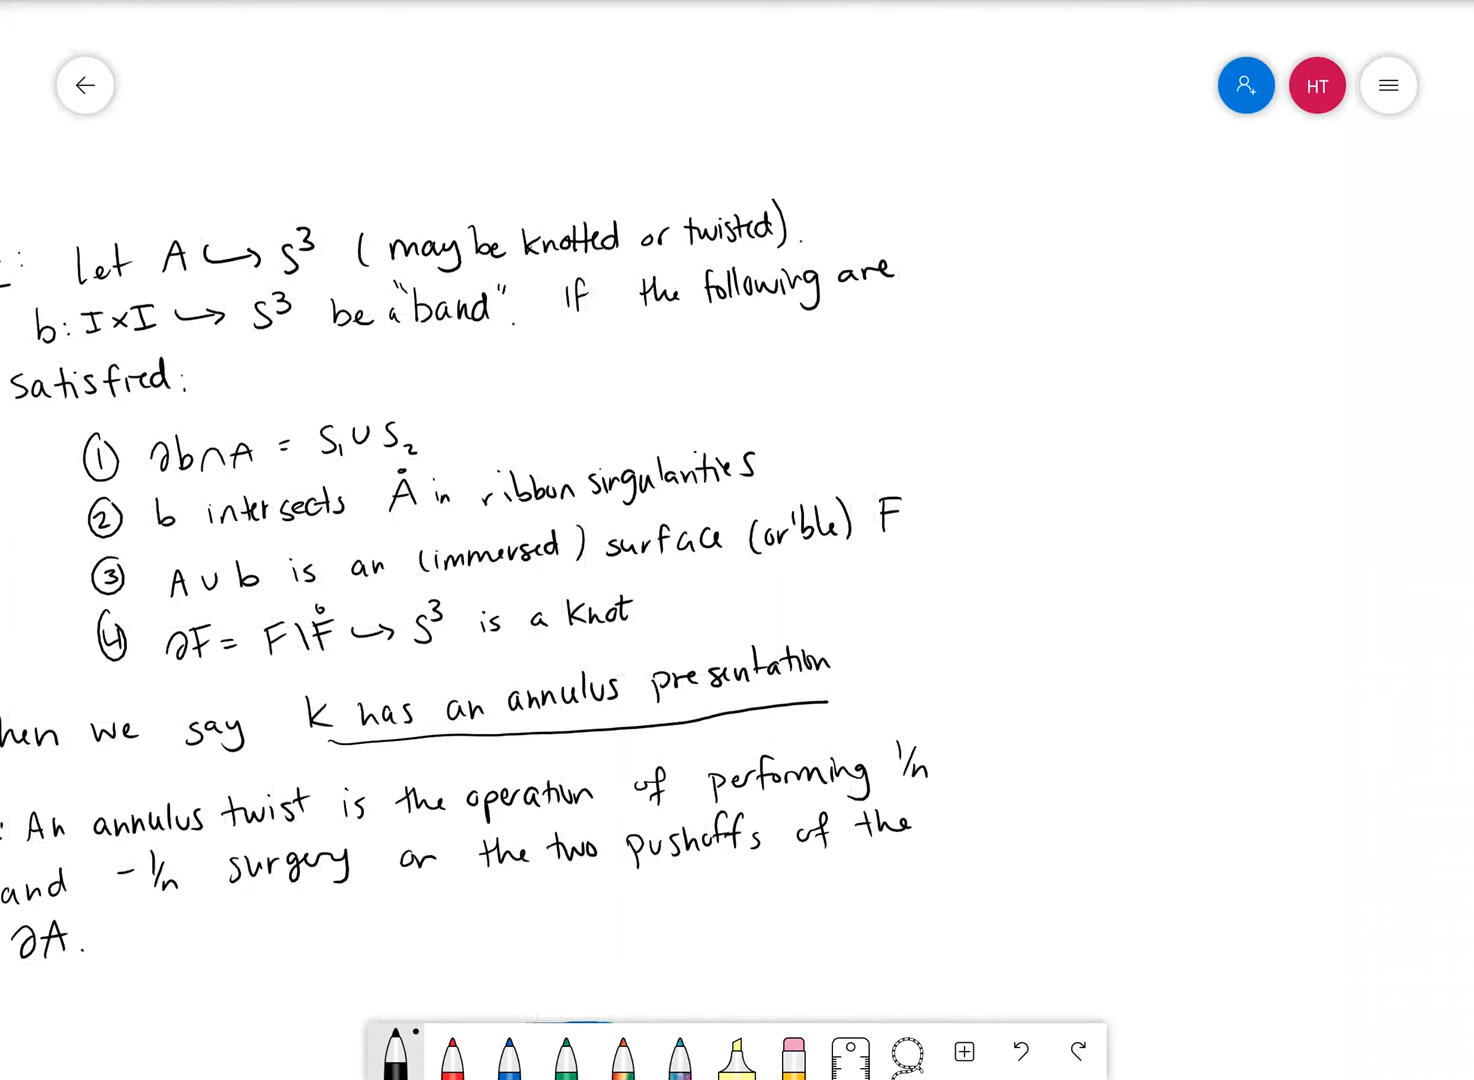 HT
: Let A ↪ S³ (may be knotted or twisted).
b: I×I ↪ S³ be a "band". If the following are
satisfied:
① ∂b∩A = S₁∪S₂
② b intersects Å in ribbon singularities
③ A∪b is an (immersed) surface (or'ble) F
④ ∂F = F\F̊ ↪ S³ is a knot
hen we say K has an annulus presentation
: An annulus twist is the operation of performing 1/n
and -1/n surgery on the two pushoffs of the
∂A.